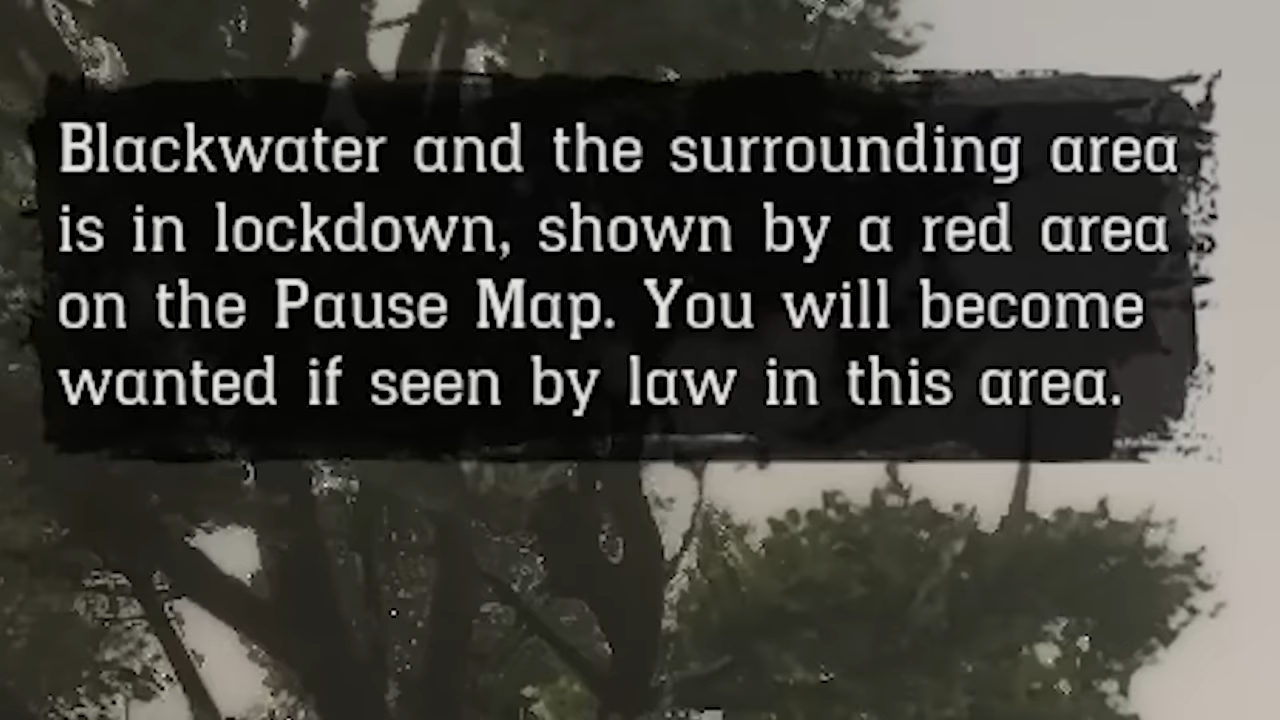 Blackwater and the surrounding area
is in lockdown, shown by a red area
on the Pause Map. You will become
wanted if seen by law in this area.